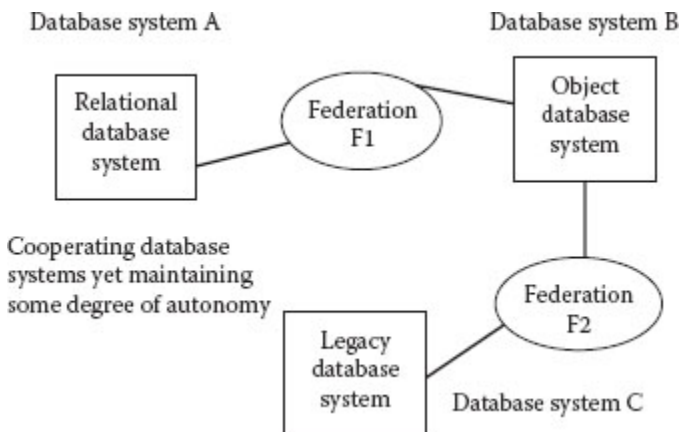 Database system A
Database system B
Relational
database
system
Federation
F1
Object
database
system
Cooperating database
systems yet maintaining
some degree of autonomy
Federation
F2
Legacy
database
system
Database system C